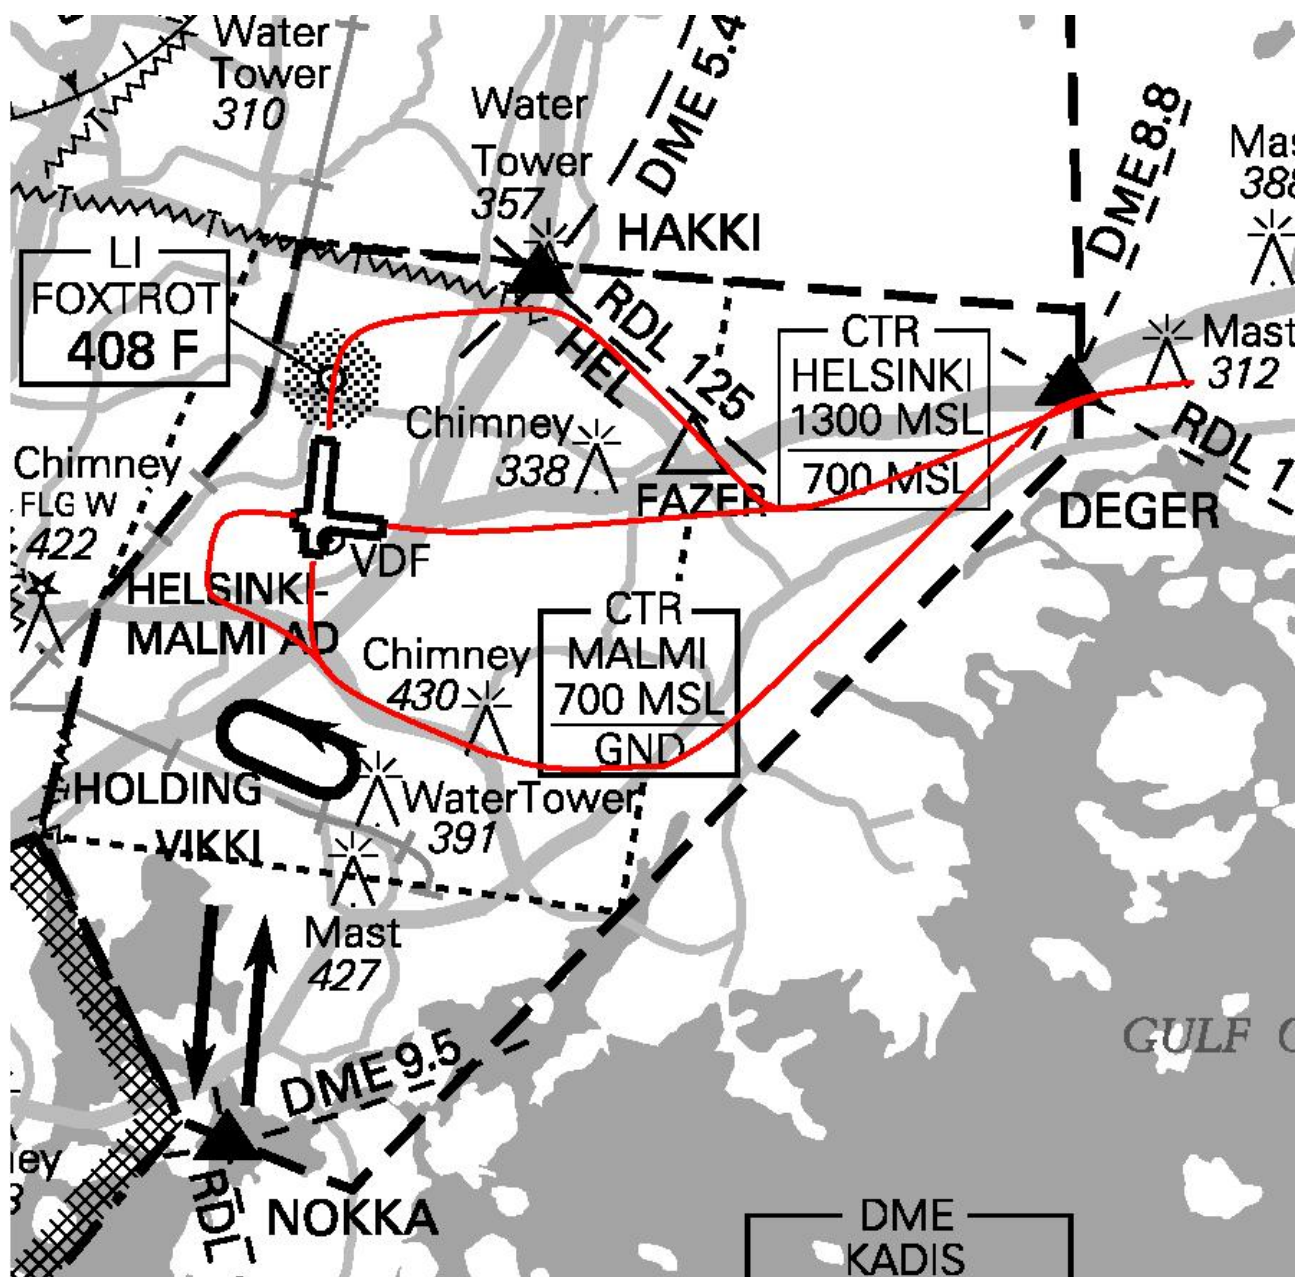 Water
Tower
310
Water
Tower
357
DME 5.4
DME 8.8
388
HAKKI
LI
FOXTROT
408 F
RDL 125
HEL
CTR
HELSINKI
1300 MSL
700 MSL
Mast
312
RDL 1
Chimney
338
Chimney
FLG W
422
FAZER
DEGER
VDF
HELSINKI-
MALMI AD
CTR
MALMI
700 MSL
GND
Chimney
430
HOLDING
VIKKI
WaterTower
391
Mast
427
GULF
DME 9.5
RDL
NOKKA
DME
KADIS